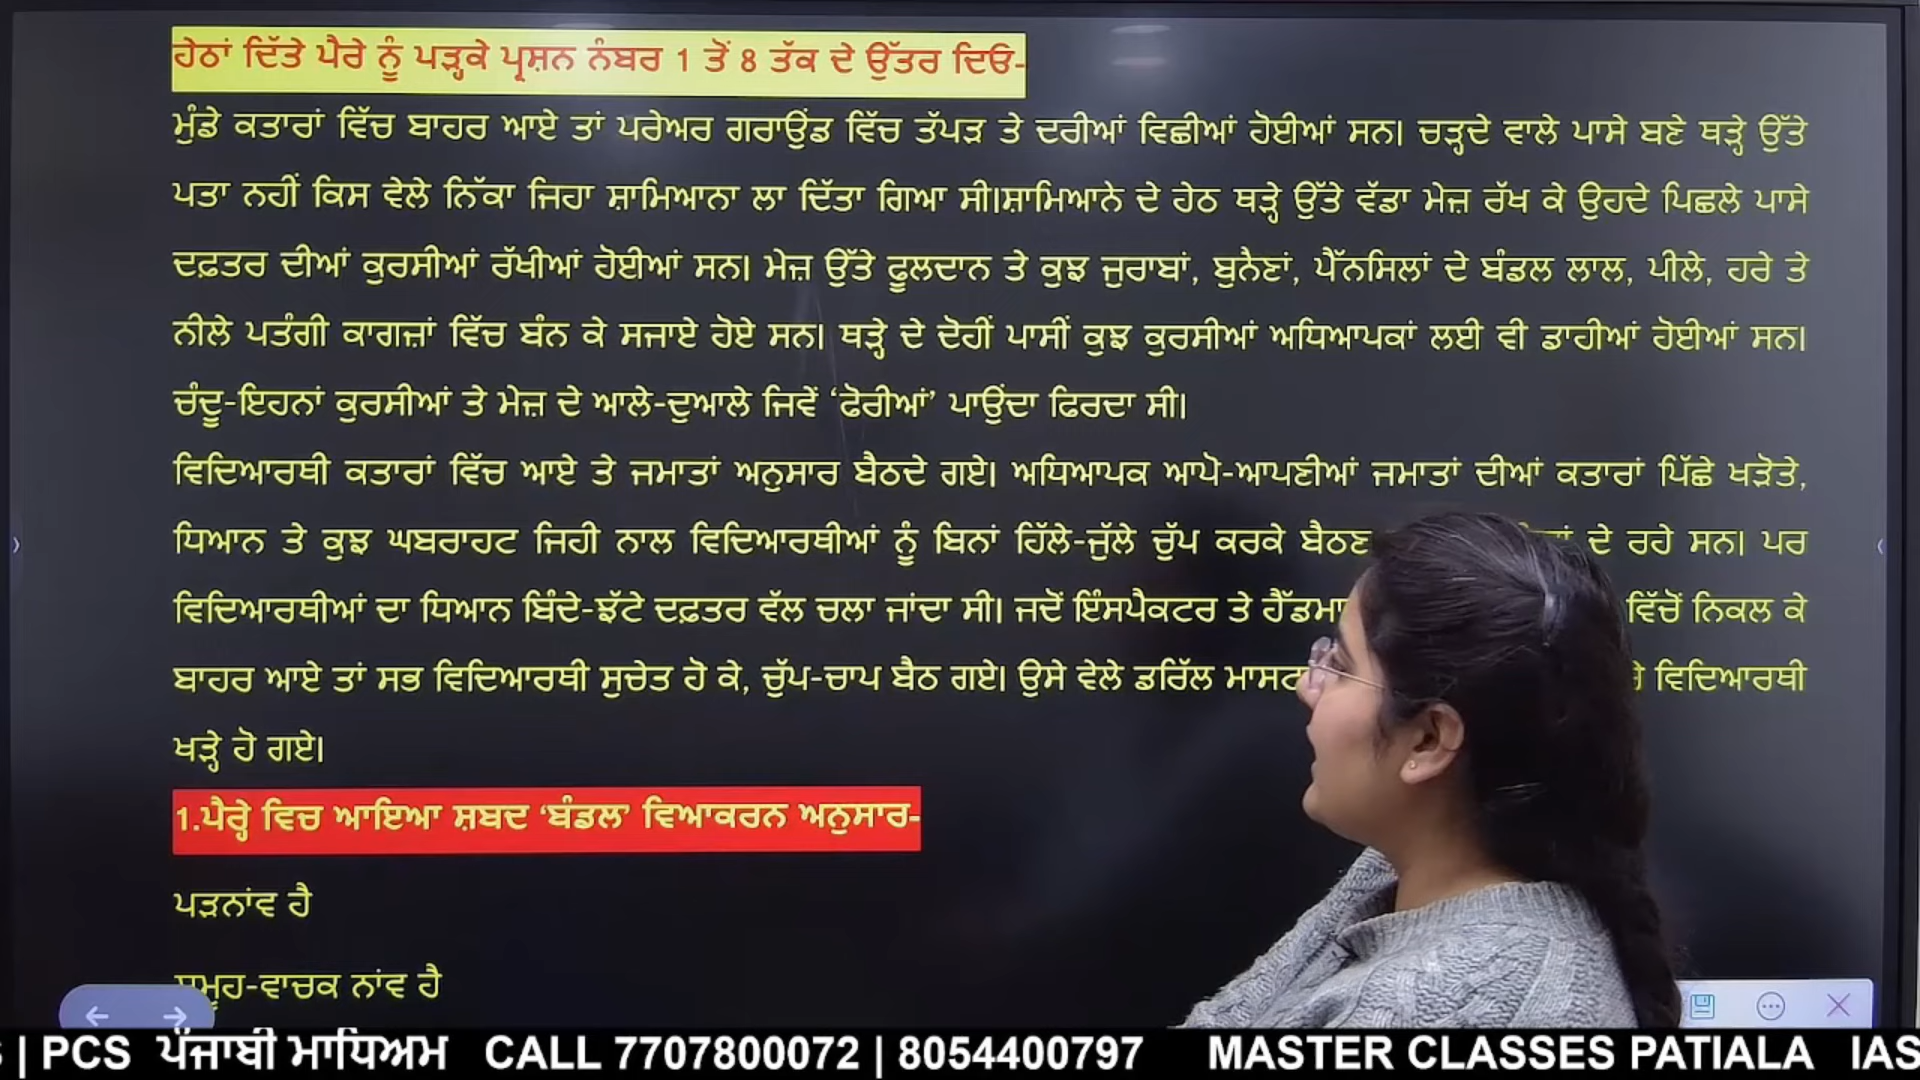 ਹੇਠਾਂ ਦਿੱਤੇ ਪੈਰੇ ਨੂੰ ਪੜ੍ਹਕੇ ਪ੍ਰਸ਼ਨ ਨੰਬਰ 1 ਤੋਂ 8 ਤੱਕ ਦੇ ਉੱਤਰ ਦਿਓ-
ਮੁੰਡੇ ਕਤਾਰਾਂ ਵਿੱਚ ਬਾਹਰ ਆਏ ਤਾਂ ਪਰੇਅਰ ਗਰਾਉਂਡ ਵਿੱਚ ਤੱਪੜ ਤੇ ਦਰੀਆਂ ਵਿਛੀਆਂ ਹੋਈਆਂ ਸਨ। ਚੜ੍ਹਦੇ ਵਾਲੇ ਪਾਸੇ ਬਣੇ ਥੜ੍ਹੇ ਉੱਤੇ
ਪਤਾ ਨਹੀਂ ਕਿਸ ਵੇਲੇ ਨਿੱਕਾ ਜਿਹਾ ਸ਼ਾਮਿਆਨਾ ਲਾ ਦਿੱਤਾ ਗਿਆ ਸੀ।ਸ਼ਾਮਿਆਨੇ ਦੇ ਹੇਠ ਥੜ੍ਹੇ ਉੱਤੇ ਵੱਡਾ ਮੇਜ਼ ਰੱਖ ਕੇ ਉਹਦੇ ਪਿਛਲੇ ਪਾਸੇ
ਦਫ਼ਤਰ ਦੀਆਂ ਕੁਰਸੀਆਂ ਰੱਖੀਆਂ ਹੋਈਆਂ ਸਨ। ਮੇਜ਼ ਉੱਤੇ ਫੂਲਦਾਨ ਤੇ ਕੁਝ ਜੁਰਾਬਾਂ, ਬੁਨੈਣਾਂ, ਪੈੱਨਸਿਲਾਂ ਦੇ ਬੰਡਲ ਲਾਲ, ਪੀਲੇ, ਹਰੇ ਤੇ
ਨੀਲੇ ਪਤੰਗੀ ਕਾਗਜ਼ਾਂ ਵਿੱਚ ਬੰਨ ਕੇ ਸਜਾਏ ਹੋਏ ਸਨ। ਥੜ੍ਹੇ ਦੇ ਦੋਹੀਂ ਪਾਸੀਂ ਕੁਝ ਕੁਰਸੀਆਂ ਅਧਿਆਪਕਾਂ ਲਈ ਵੀ ਡਾਹੀਆਂ ਹੋਈਆਂ ਸਨ।
ਚੰਦੂ-ਇਹਨਾਂ ਕੁਰਸੀਆਂ ਤੇ ਮੇਜ਼ ਦੇ ਆਲੇ-ਦੁਆਲੇ ਜਿਵੇਂ ‘ਫੋਰੀਆਂ’ ਪਾਉਂਦਾ ਫਿਰਦਾ ਸੀ।
ਵਿਦਿਆਰਥੀ ਕਤਾਰਾਂ ਵਿੱਚ ਆਏ ਤੇ ਜਮਾਤਾਂ ਅਨੁਸਾਰ ਬੈਠਦੇ ਗਏ। ਅਧਿਆਪਕ ਆਪੋ-ਆਪਣੀਆਂ ਜਮਾਤਾਂ ਦੀਆਂ ਕਤਾਰਾਂ ਪਿੱਛੇ ਖੜੋਤੇ,
ਧਿਆਨ ਤੇ ਕੁਝ ਘਬਰਾਹਟ ਜਿਹੀ ਨਾਲ ਵਿਦਿਆਰਥੀਆਂ ਨੂੰ ਬਿਨਾਂ ਹਿੱਲੇ-ਜੁੱਲੇ ਚੁੱਪ ਕਰਕੇ ਬੈਠਣ ਦੇ ਰਹੇ ਸਨ। ਪਰ
ਵਿਦਿਆਰਥੀਆਂ ਦਾ ਧਿਆਨ ਬਿੰਦੇ-ਝੱਟੇ ਦਫ਼ਤਰ ਵੱਲ ਚਲਾ ਜਾਂਦਾ ਸੀ। ਜਦੋਂ ਇੰਸਪੈਕਟਰ ਤੇ ਵਿੱਚੋਂ ਨਿਕਲ ਕੇ
ਬਾਹਰ ਆਏ ਤਾਂ ਸਭ ਵਿਦਿਆਰਥੀ ਸੁਚੇਤ ਹੋ ਕੇ, ਚੁੱਪ-ਚਾਪ ਬੈਠ ਗਏ। ਉਸੇ ਵੇਲੇ ਡਰਿੱਲ ਵਿਦਿਆਰਥੀ
ਖੜ੍ਹੇ ਹੋ ਗਏ।
1.ਪੈਰ੍ਹੇ ਵਿਚ ਆਇਆ ਸ਼ਬਦ ‘ਬੰਡਲ’ ਵਿਆਕਰਨ ਅਨੁਸਾਰ-
ਪੜਨਾਂਵ ਹੈ
ਸਮੂਹ-ਵਾਚਕ ਨਾਂਵ ਹੈ
| PCS ਪੰਜਾਬੀ ਮਾਧਿਅਮ CALL 7707800072 | 8054400797 MASTER CLASSES PATIALA IAS